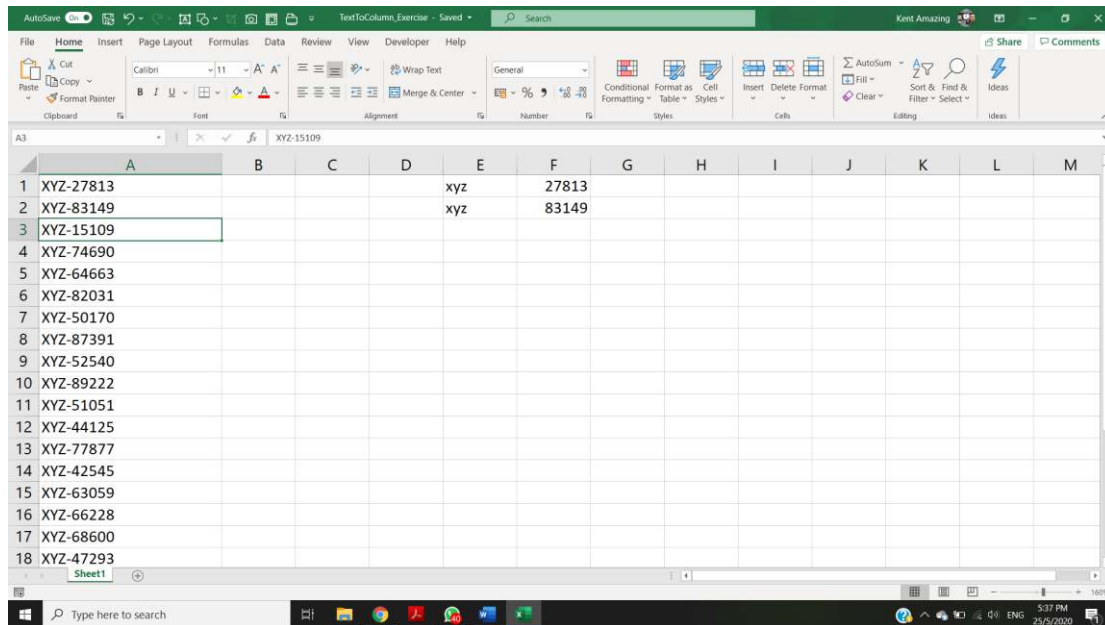 AutoSave On TextToColumn_Exercise - Saved Search Kent Amazing
File Home Insert Page Layout Formulas Data Review View Developer Help Share Comments
Paste Cut Copy Format Painter
Calibri 11 A A
B I U A
Wrap Text
Merge & Center
General
% ,
Conditional Formatting Format as Table Cell Styles
Insert Delete Format
AutoSum Fill Clear
Sort & Filter Find & Select
Ideas
Clipboard Font Alignment Number Styles Cells Editing Ideas
A3 fx XYZ-15109
A B C D E F G H I J K L M
1 XYZ-27813 xyz 27813
2 XYZ-83149 xyz 83149
3 XYZ-15109
4 XYZ-74690
5 XYZ-64663
6 XYZ-82031
7 XYZ-50170
8 XYZ-87391
9 XYZ-52540
10 XYZ-89222
11 XYZ-51051
12 XYZ-44125
13 XYZ-77877
14 XYZ-42545
15 XYZ-63059
16 XYZ-66228
17 XYZ-68600
18 XYZ-47293
Sheet1
Type here to search ENG 5:37 PM
25/5/2020